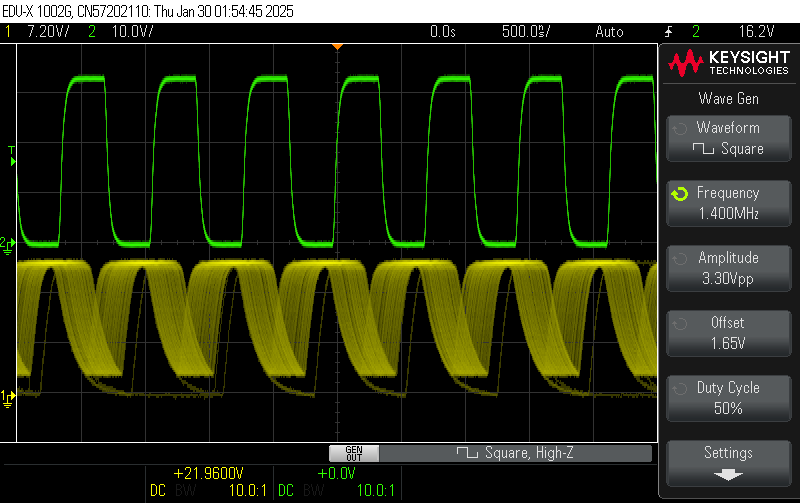 EDU-X 1002G, CN57202110: Thu Jan 30 01:54:45 2025
1 7.20V/ 2 10.0V/ 0.0s 500.0ns/ Auto 2 16.2V
KEYSIGHT
TECHNOLOGIES
Wave Gen
Waveform
Square
Frequency
1.400MHz
Amplitude
3.30Vpp
Offset
1.65V
Duty Cycle
50%
Settings
T
2
1
GEN
OUT
Square, High-Z
+21.9600V +0.0V
DC BW 10.0:1 DC BW 10.0:1